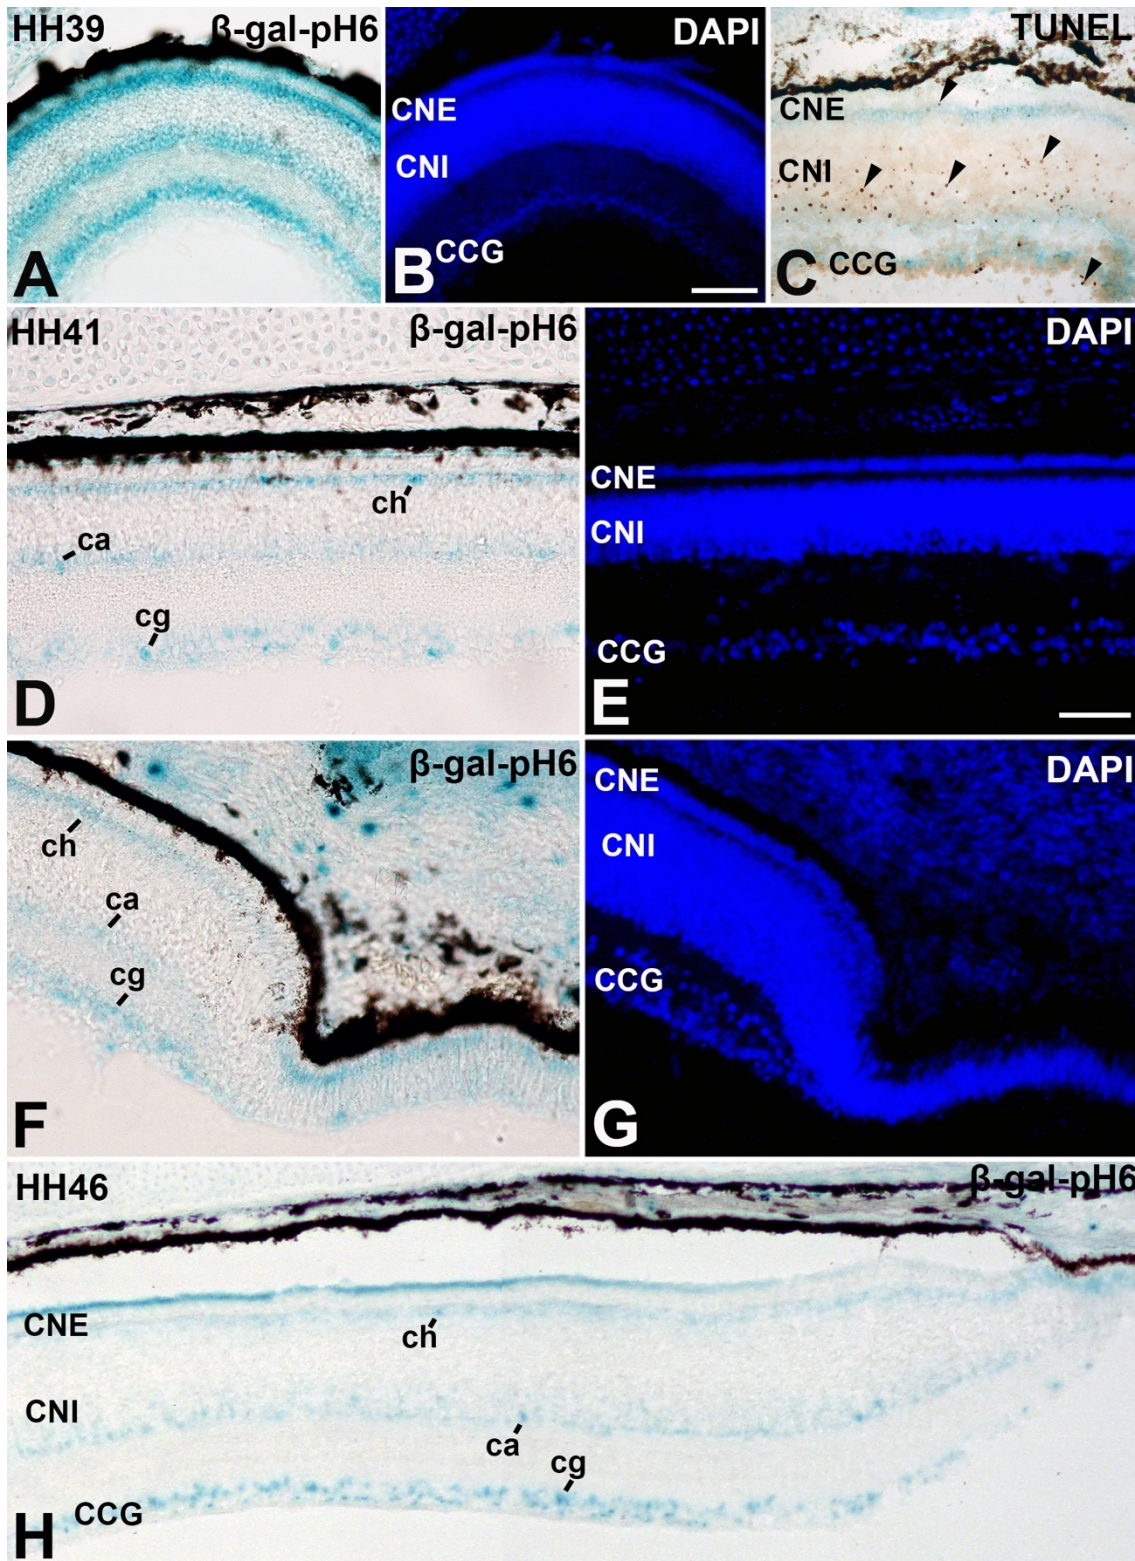 HH39 β-gal-pH6
A
DAPI
CNE
CNI
CCG
B
TUNEL
CNE
CNI
CCG
C
HH41 β-gal-pH6
ch
ca
cg
D
DAPI
CNE
CNI
CCG
E
β-gal-pH6
ch
ca
cg
F
DAPI
CNE
CNI
CCG
G
HH46 β-gal-pH6
CNE
ch
CNI
ca
cg
CCG
H